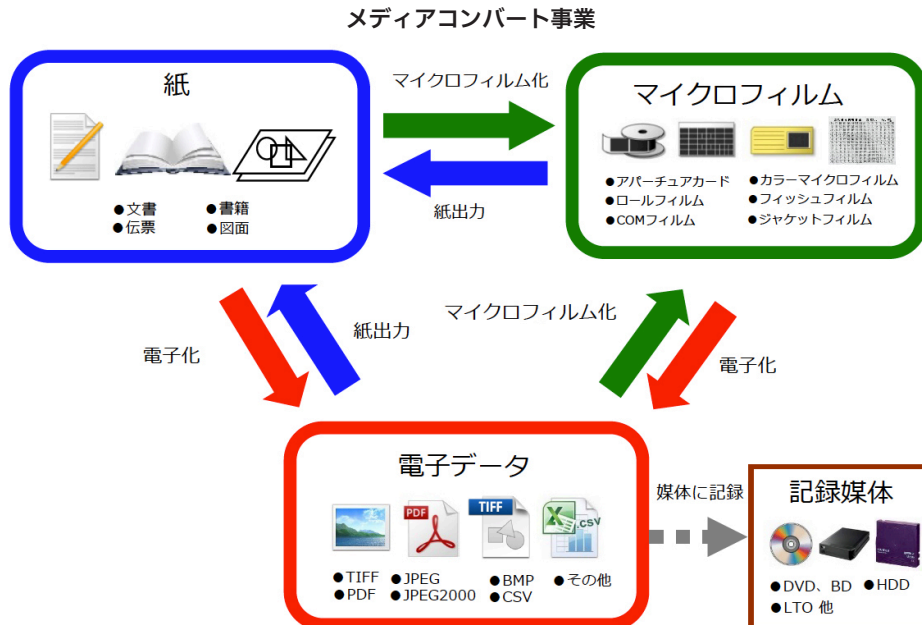 メディアコンバート事業
紙
●文書 ●書籍
●伝票 ●図面
マイクロフィルム化
紙出力
マイクロフィルム
●アパーチュアカード ●カラーマイクロフィルム
●ロールフィルム ●フィッシュフィルム
●COMフィルム ●ジャケットフィルム
電子化
紙出力
マイクロフィルム化
電子化
電子データ
PDF
TIFF
X
.CSV
●TIFF ●JPEG ●BMP ●その他
●PDF ●JPEG2000 ●CSV
媒体に記録
記録媒体
●DVD、BD ●HDD
●LTO 他